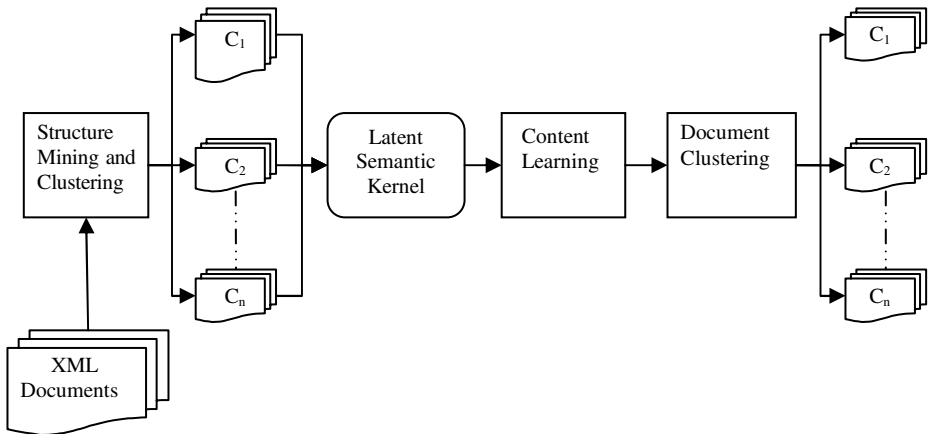 C1
Structure
Mining and
Clustering
C2
Cn
XML
Documents
Latent
Semantic
Kernel
Content
Learning
Document
Clustering
C1
C2
Cn